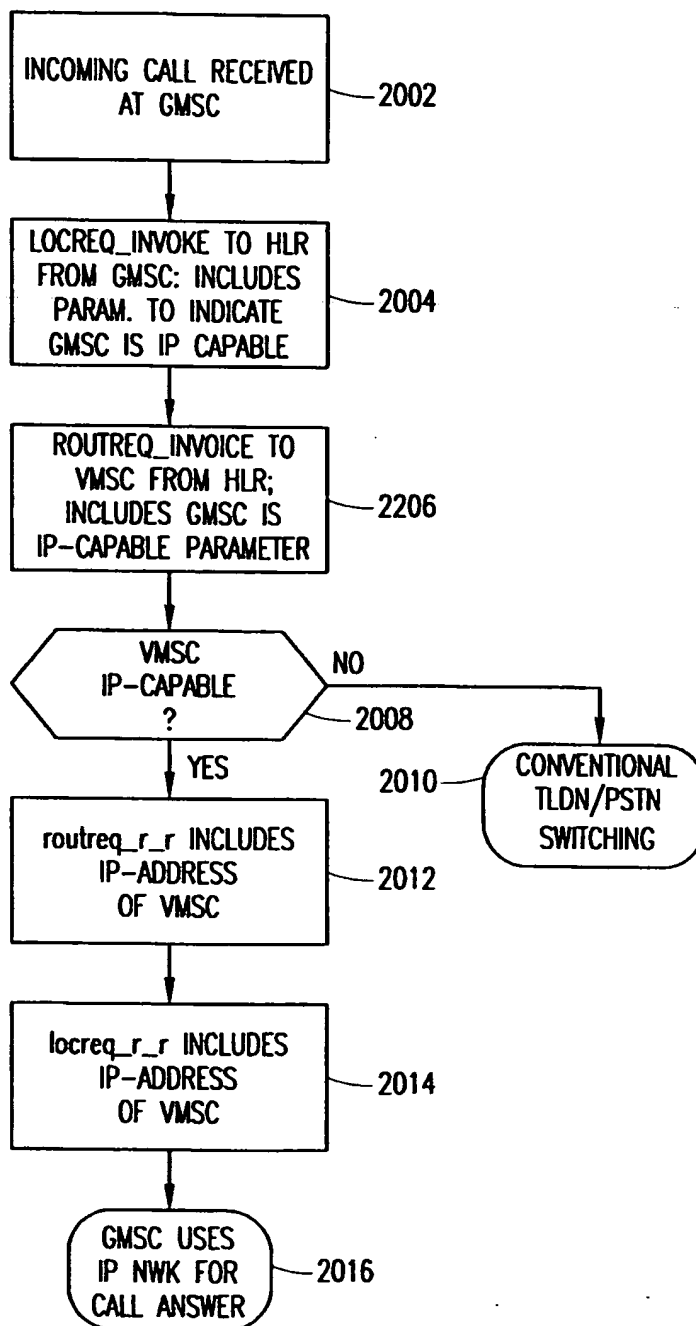 INCOMING CALL RECEIVED
AT GMSC
2002
LOCREQ_INVOKE TO HLR
FROM GMSC: INCLUDES
PARAM. TO INDICATE
GMSC IS IP CAPABLE
2004
ROUTREQ_INVOICE TO
VMSC FROM HLR;
INCLUDES GMSC IS
IP-CAPABLE PARAMETER
2206
VMSC
IP-CAPABLE
?
2008
NO
YES
2010
CONVENTIONAL
TLDN/PSTN
SWITCHING
routreq_r_r INCLUDES
IP-ADDRESS
OF VMSC
2012
locreq_r_r INCLUDES
IP-ADDRESS
OF VMSC
2014
GMSC USES
IP NWK FOR
CALL ANSWER
2016